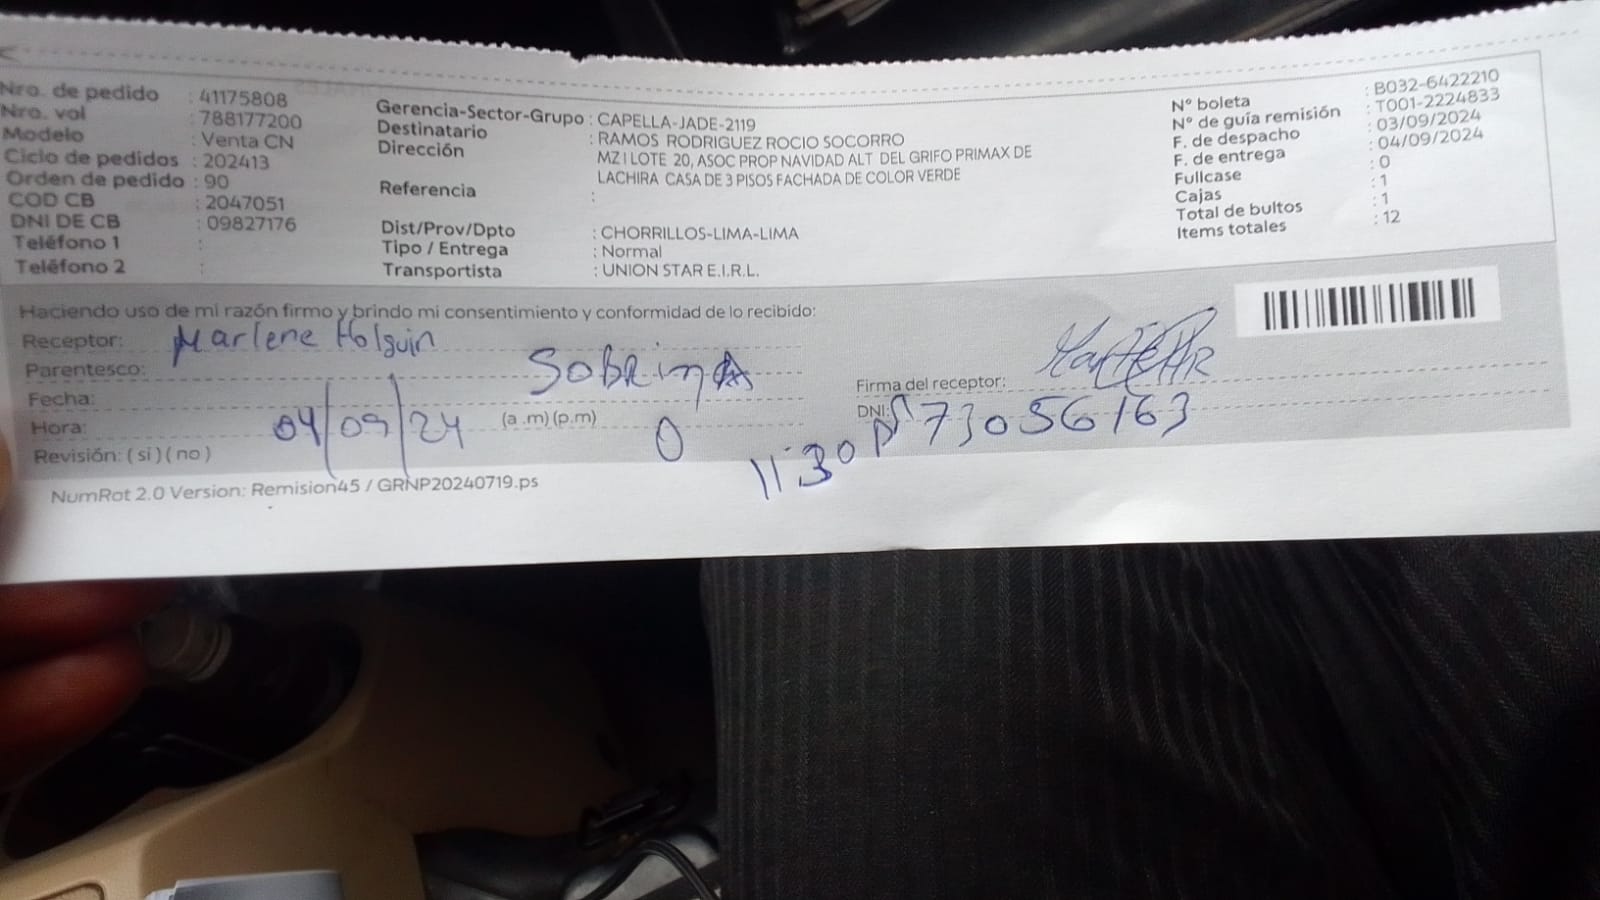 Nro. de pedido : 41175808
Nro. val : 788177200
Modelo : Venta CN
Ciclo de pedidos : 202413
Orden de pedido : 90
COD CB : 2047051
DNI DE CB : 09827176
Teléfono 1 :
Teléfono 2 :
Gerencia-Sector-Grupo : CAPELLA-JADE-2119
Destinatario : RAMOS RODRIGUEZ ROCIO SOCORRO
Dirección MZ I LOTE 20, ASOC PROP NAVIDAD ALT DEL GRIFO PRIMAX DE
LACHIRA CASA DE 3 PISOS FACHADA DE COLOR VERDE
Referencia :
Dist/Prov/Dpto : CHORRILLOS-LIMA-LIMA
Tipo / Entrega : Normal
Transportista : UNION STAR E.I.R.L.
N° boleta : B032-6422210
N° de guía remisión : T001-2224833
F. de despacho : 03/09/2024
F. de entrega : 04/09/2024
Fullcase : 0
Cajas : 1
Total de bultos : 1
Items totales : 12
Haciendo uso de mi razón firmo y brindo mi consentimiento y conformidad de lo recibido:
Receptor: Marlene Holguin
Parentesco: SobRinA
Fecha: 04/09/24
Hora: (a .m) (p.m) 0
11:30
Revisión: ( si ) ( no )
Firma del receptor:
DNI: 73056163
NumRot 2.0 Version: Remision45 / GRNP20240719.ps